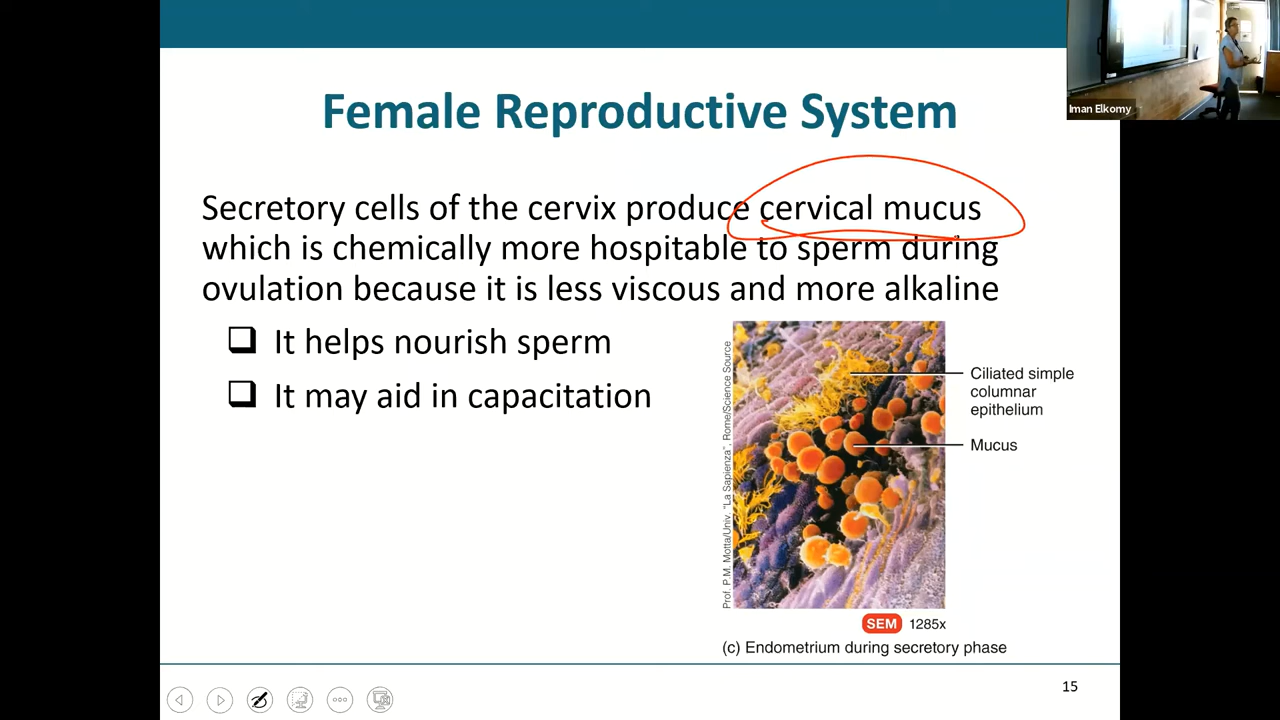 Iman Elkomy
Female Reproductive System
Secretory cells of the cervix produce cervical mucus
which is chemically more hospitable to sperm during
ovulation because it is less viscous and more alkaline
❑ It helps nourish sperm
❑ It may aid in capacitation
Prof. P.M. Motta/Univ. "La Sapienza", Rome/Science Source
Ciliated simple
columnar
epithelium
Mucus
SEM 1285x
(c) Endometrium during secretory phase
15